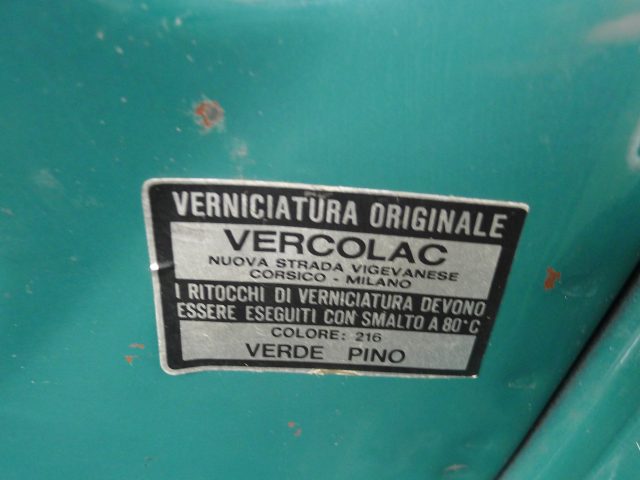 VERNICIATURA ORIGINALE
VERCOLAC
NUOVA STRADA VIGEVANESE
CORSICO - MILANO
I RITOCCHI DI VERNICIATURA DEVONO
ESSERE ESEGUITI CON SMALTO A 80°C
COLORE: 216
VERDE PINO